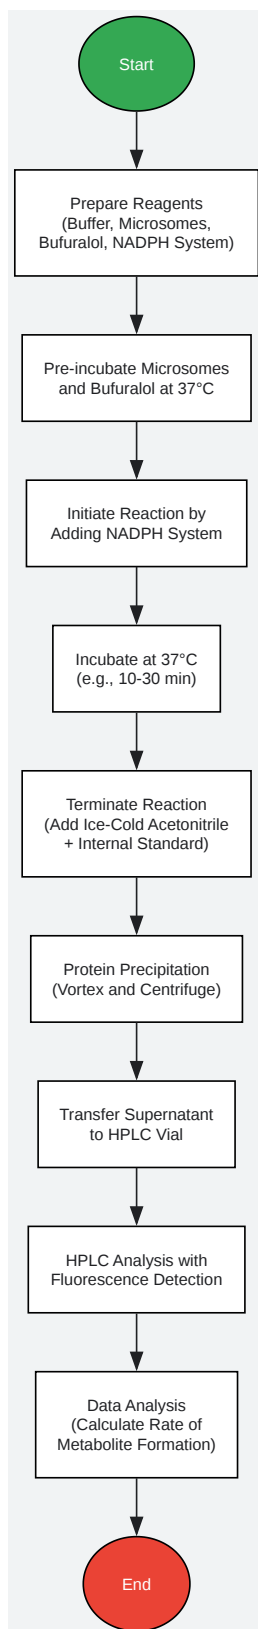 Start
Prepare Reagents
(Buffer, Microsomes,
Bufuralol, NADPH System)
Pre-incubate Microsomes
and Bufuralol at 37°C
Initiate Reaction by
Adding NADPH System
Incubate at 37°C
(e.g., 10-30 min)
Terminate Reaction
(Add Ice-Cold Acetonitrile
+ Internal Standard)
Protein Precipitation
(Vortex and Centrifuge)
Transfer Supernatant
to HPLC Vial
HPLC Analysis with
Fluorescence Detection
Data Analysis
(Calculate Rate of
Metabolite Formation)
End